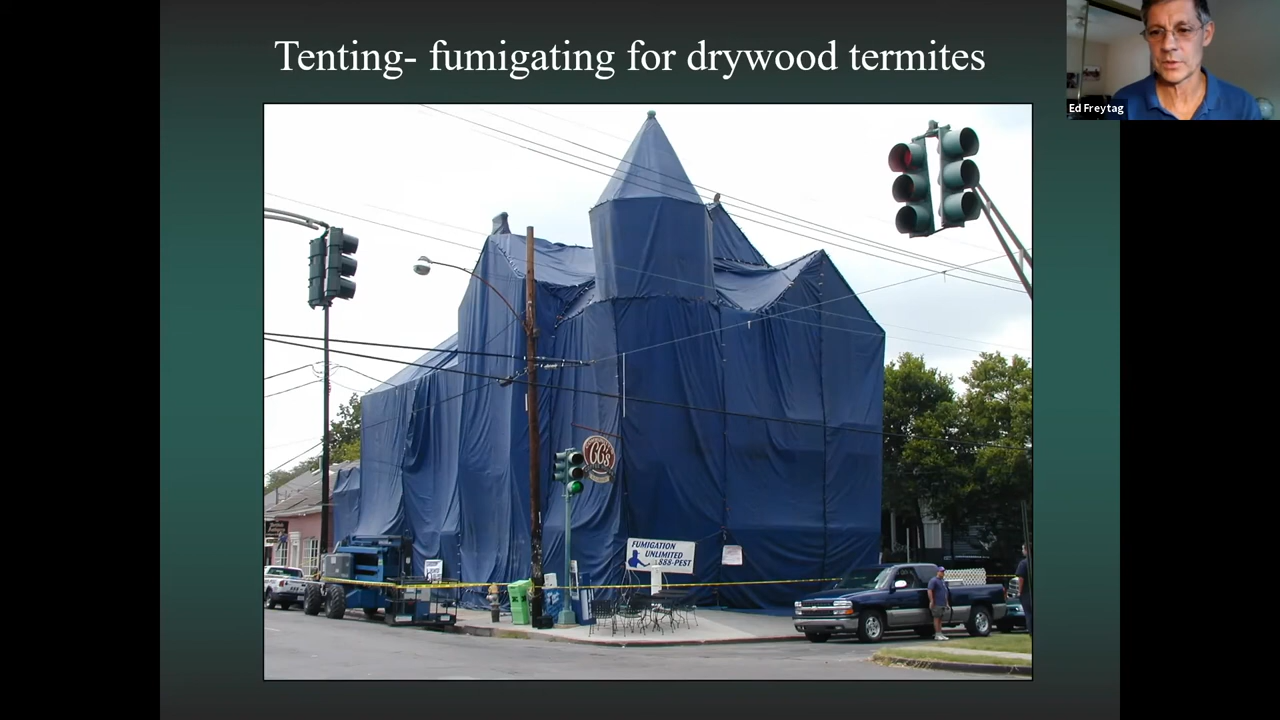 Tenting- fumigating for drywood termites
Ed Freytag
CC's
FUMIGATION
UNLIMITED
1-888-PEST